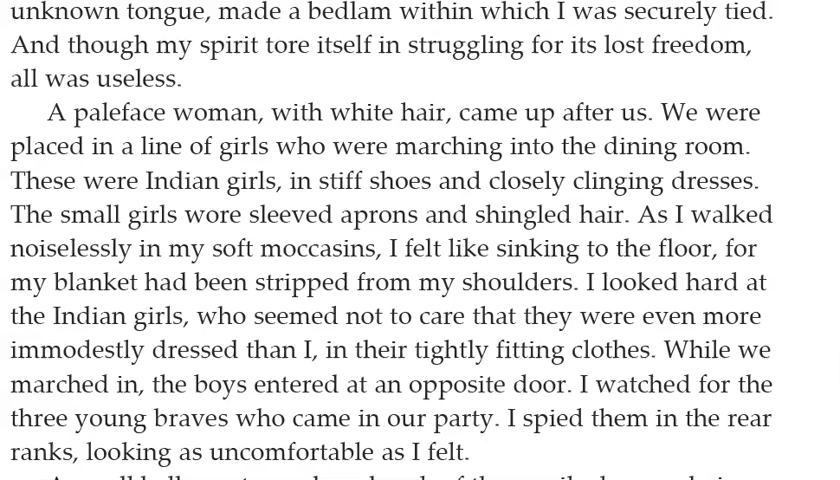 unknown tongue, made a bedlam within which I was securely tied.
And though my spirit tore itself in struggling for its lost freedom,
all was useless.
A paleface woman, with white hair, came up after us. We were
placed in a line of girls who were marching into the dining room.
These were Indian girls, in stiff shoes and closely clinging dresses.
The small girls wore sleeved aprons and shingled hair. As I walked
noiselessly in my soft moccasins, I felt like sinking to the floor, for
my blanket had been stripped from my shoulders. I looked hard at
the Indian girls, who seemed not to care that they were even more
immodestly dressed than I, in their tightly fitting clothes. While we
marched in, the boys entered at an opposite door. I watched for the
three young braves who came in our party. I spied them in the rear
ranks, looking as uncomfortable as I felt.